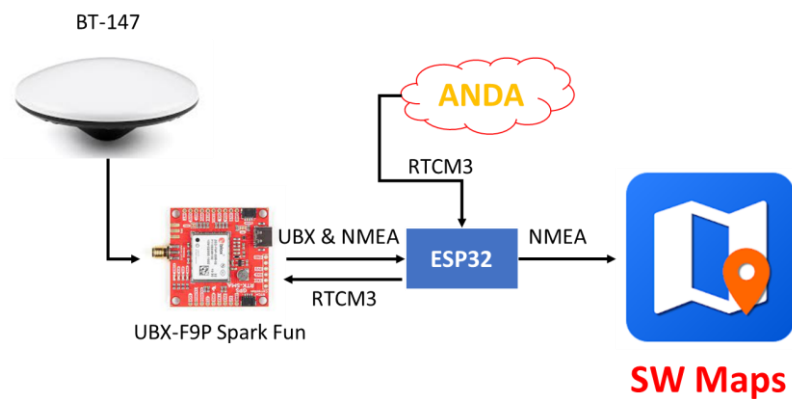 BT-147
ANDA
RTCM3
UBX & NMEA
ESP32
NMEA
RTCM3
UBX-F9P Spark Fun
SW Maps